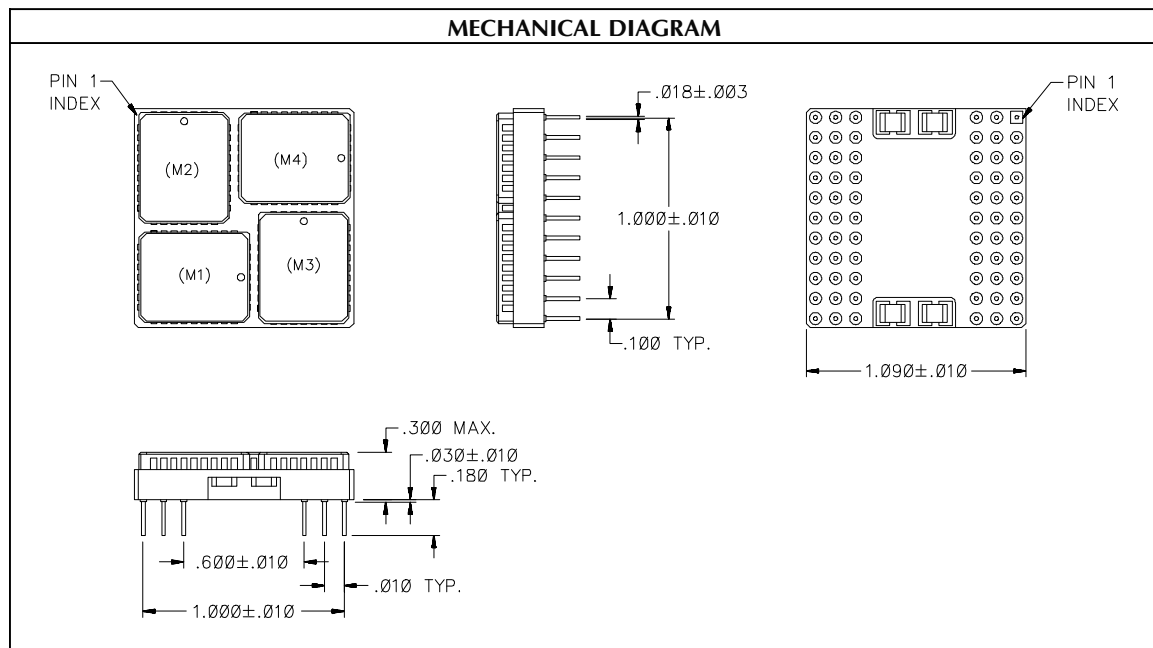 MECHANICAL DIAGRAM
PIN 1
INDEX
(M2)
(M4)
(M1)
(M3)
.018±.003
1.000±.010
.100 TYP.
PIN 1
INDEX
1.090±.010
.300 MAX.
.030±.010
.180 TYP.
.600±.010
.010 TYP.
1.000±.010